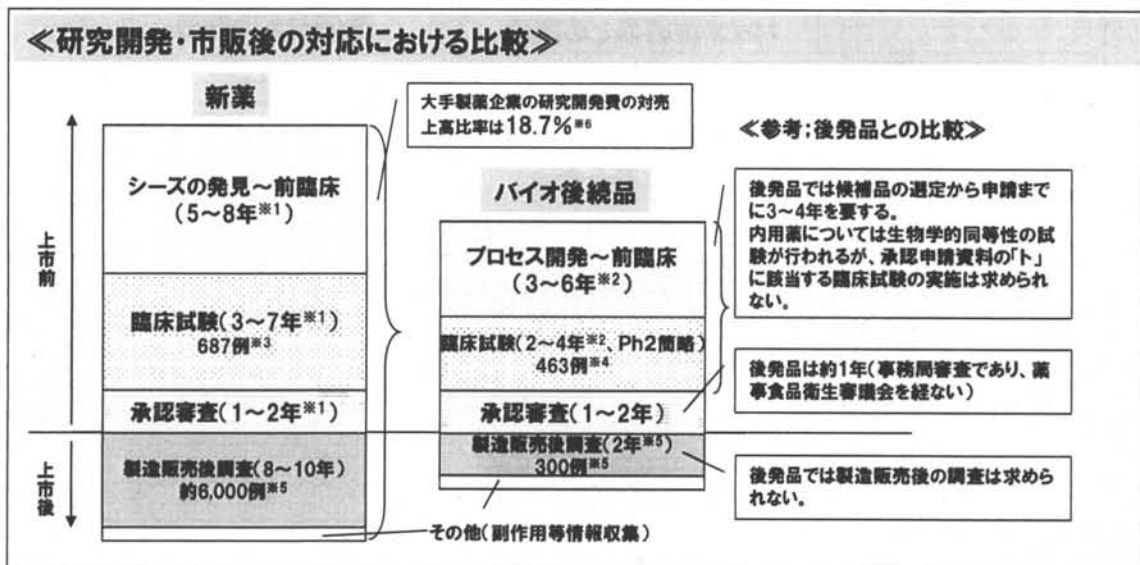 ≪研究開発・市販後の対応における比較≫
新薬
大手製薬企業の研究開発費の対売
上高比率は18.7%※6
≪参考;後発品との比較≫
上市前
シーズの発見~前臨床
(5~8年※1)
臨床試験(3~7年※1)
687例※3
承認審査(1~2年※1)
上市後
製造販売後調査(8~10年)
約6,000例※5
バイオ後続品
プロセス開発~前臨床
(3~6年※2)
臨床試験(2~4年※2、Ph2簡略)
463例※4
承認審査(1~2年)
製造販売後調査(2年※5)
300例※5
その他(副作用等情報収集)
後発品では候補品の選定から申請まで
に3~4年を要する。
内用薬については生物学的同等性の試
験が行われるが、承認申請資料の「ト」
に該当する臨床試験の実施は求められ
ない。
後発品は約1年(事務局審査であり、薬
事食品衛生審議会を経ない)
後発品では製造販売後の調査は求めら
れない。